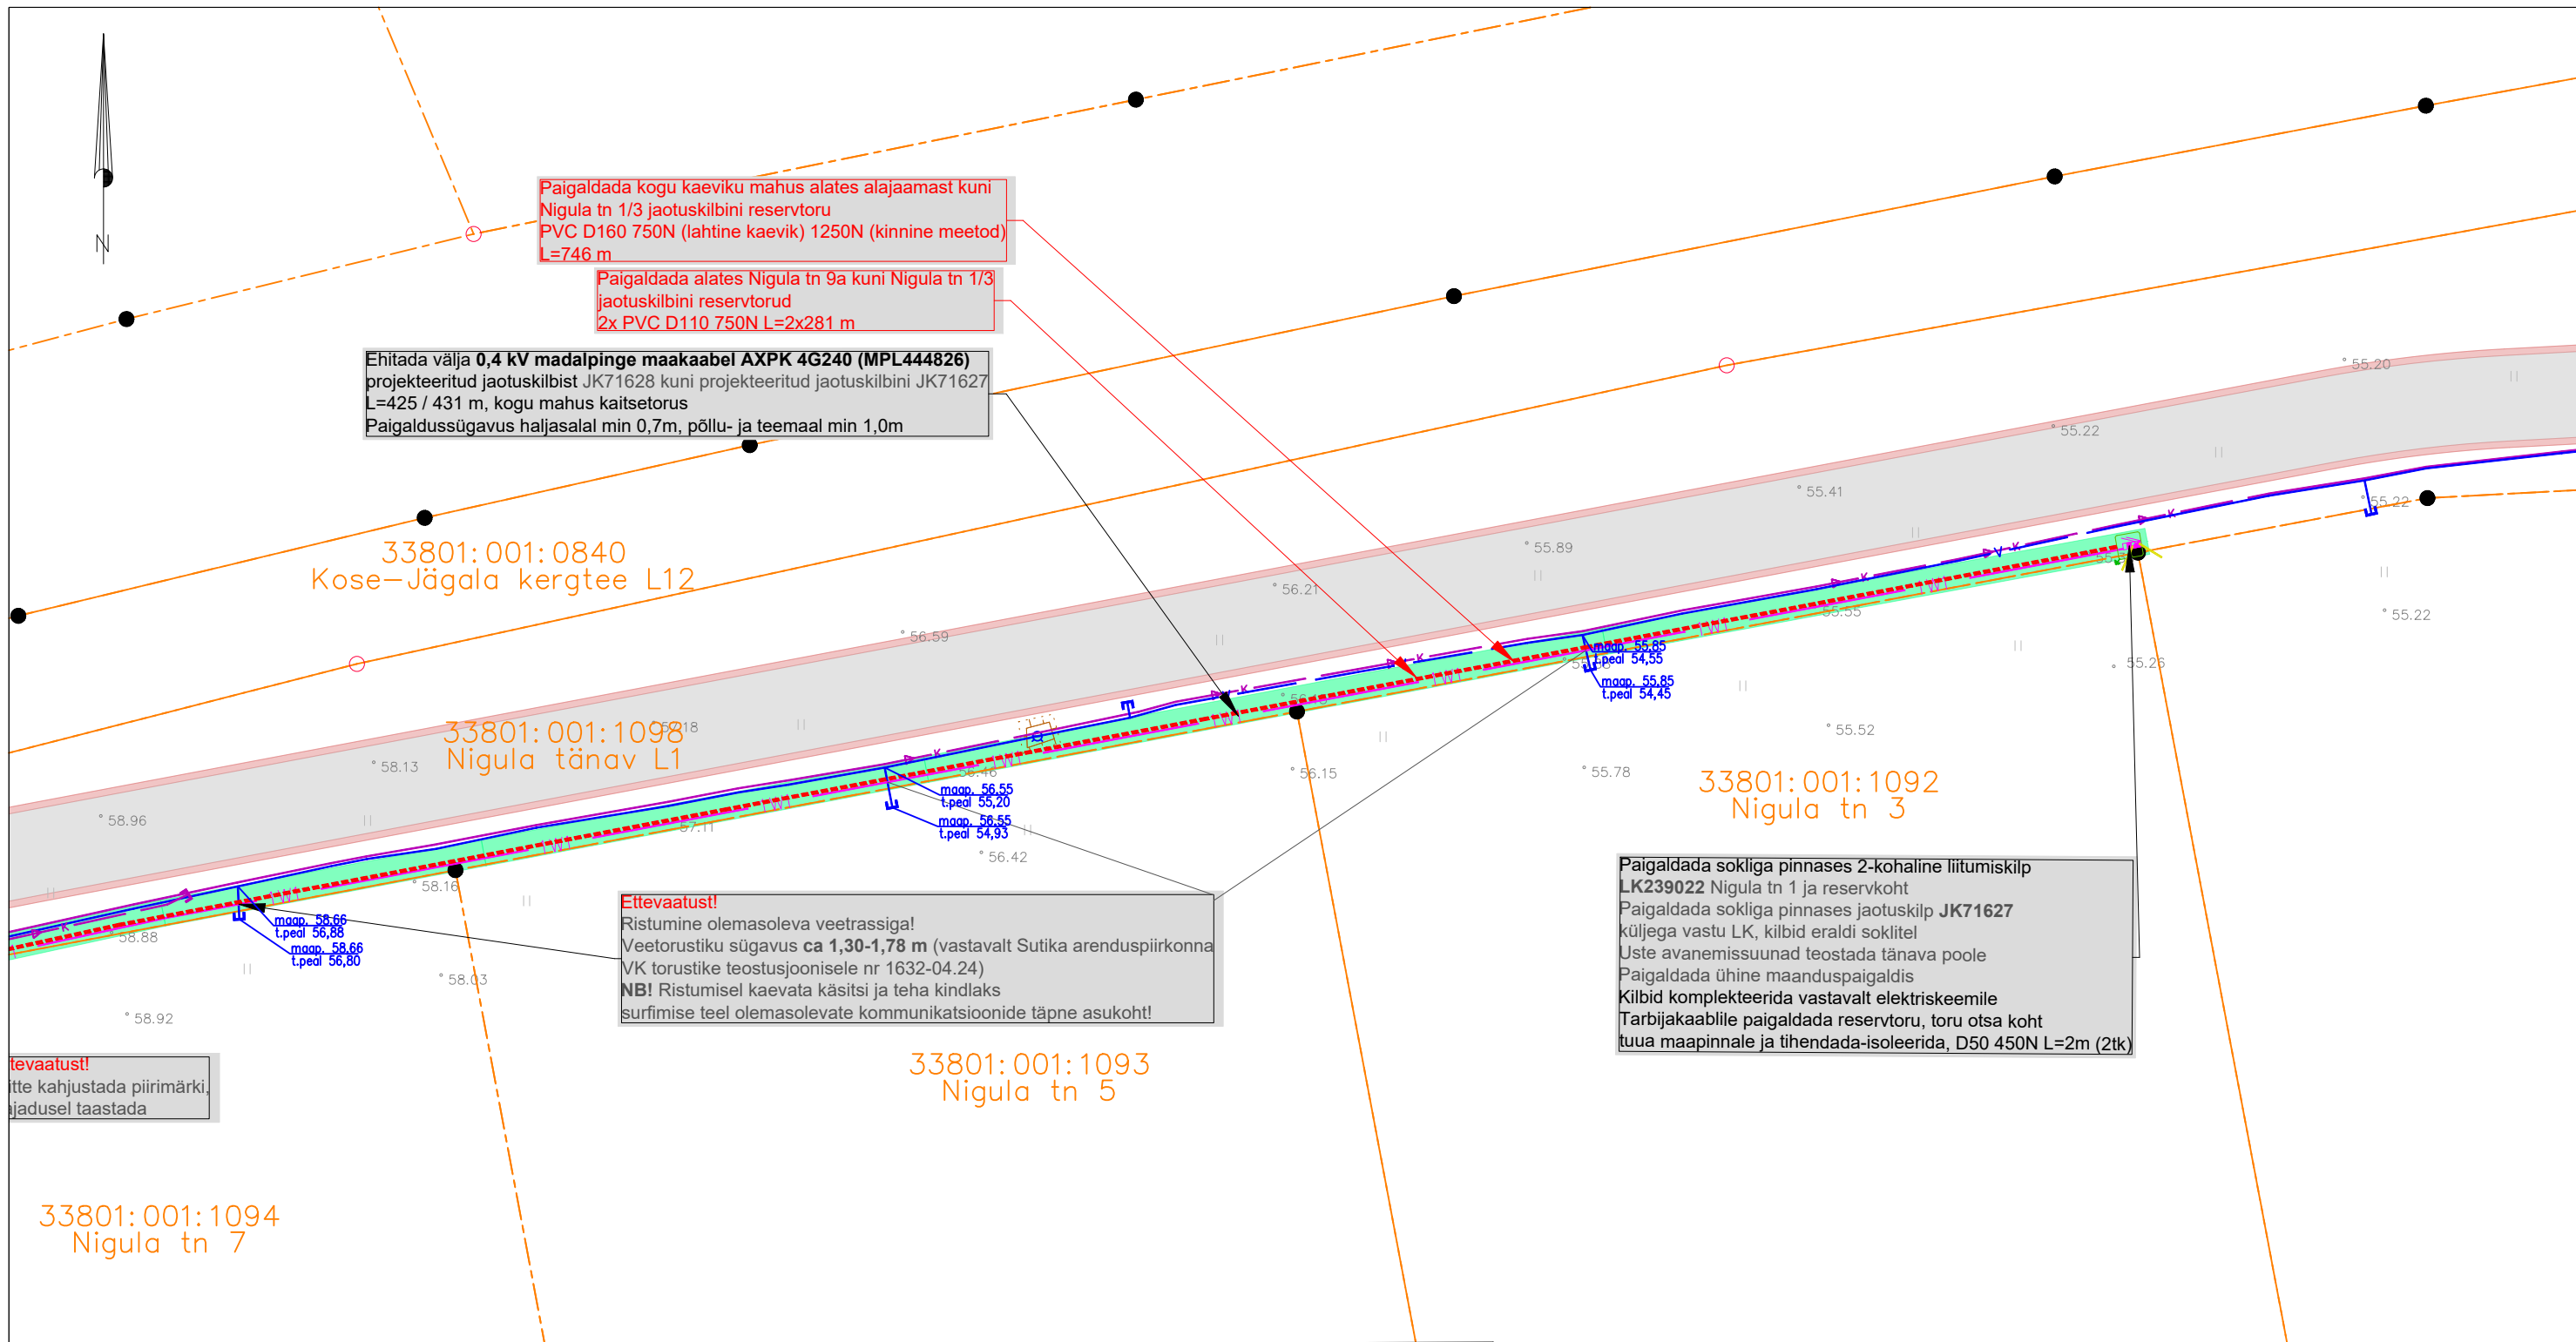 N
Paigaldada kogu kaeviku mahus alates alajaamast kuni
Nigula tn 1/3 jaotuskilbini reservtoru
PVC D160 750N (lahtine kaevik) 1250N (kinnine meetod)
L=746 m
Paigaldada alates Nigula tn 9a kuni Nigula tn 1/3
jaotuskilbini reservtorud
2x PVC D110 750N L=2x281 m
Ehitada välja 0,4 kV madalpinge maakaabel AXPK 4G240 (MPL444826)
projekteeritud jaotuskilbist JK71628 kuni projekteeritud jaotuskilbini JK71627
L=425 / 431 m, kogu mahus kaitsetorus
Paigaldussügavus haljasalal min 0,7m, põllu- ja teemaal min 1,0m
55.20
55.22
55.41
55.22
55.89
33801:001:0840
Kose-Jägala kergtee L12
56.21
55.22
55.55
56.59
maap. 55.85
t.peal 54,55
55.26
maap. 55.85
t.peal 54,45
33801:001:1098
Nigula tänav L1
55.52
58.13
56.46
56.15
55.78
33801:001:1092
Nigula tn 3
maap. 56.55
t.peal 55,20
maap. 56.55
t.peal 54,93
58.96
57.11
56.42
58.16
Paigaldada sokliga pinnases 2-kohaline liitumiskilp
LK239022 Nigula tn 1 ja reservkoht
Paigaldada sokliga pinnases jaotuskilp JK71627
küljega vastu LK, kilbid eraldi soklitel
Uste avanemissuunad teostada tänava poole
Paigaldada ühine maanduspaigaldis
Kilbid komplekteerida vastavalt elektriskeemile
Tarbijakaablile paigaldada reservtoru, toru otsa koht
tuua maapinnale ja tihendada-isoleerida, D50 450N L=2m (2tk)
Ettevaatust!
Ristumine olemasoleva veetrassiga!
Veetorustiku sügavus ca 1,30-1,78 m (vastavalt Sutika arenduspiirkonna
VK torustike teostusjoonisele nr 1632-04.24)
NB! Ristumisel kaevata käsitsi ja teha kindlaks
surfimise teel olemasolevate kommunikatsioonide täpne asukoht!
maap. 58.66
t.peal 56,88
maap. 58.66
t.peal 56,80
58.88
58.03
58.92
tevaatust!
itte kahjustada piirimärki,
ajadusel taastada
33801:001:1093
Nigula tn 5
33801:001:1094
Nigula tn 7